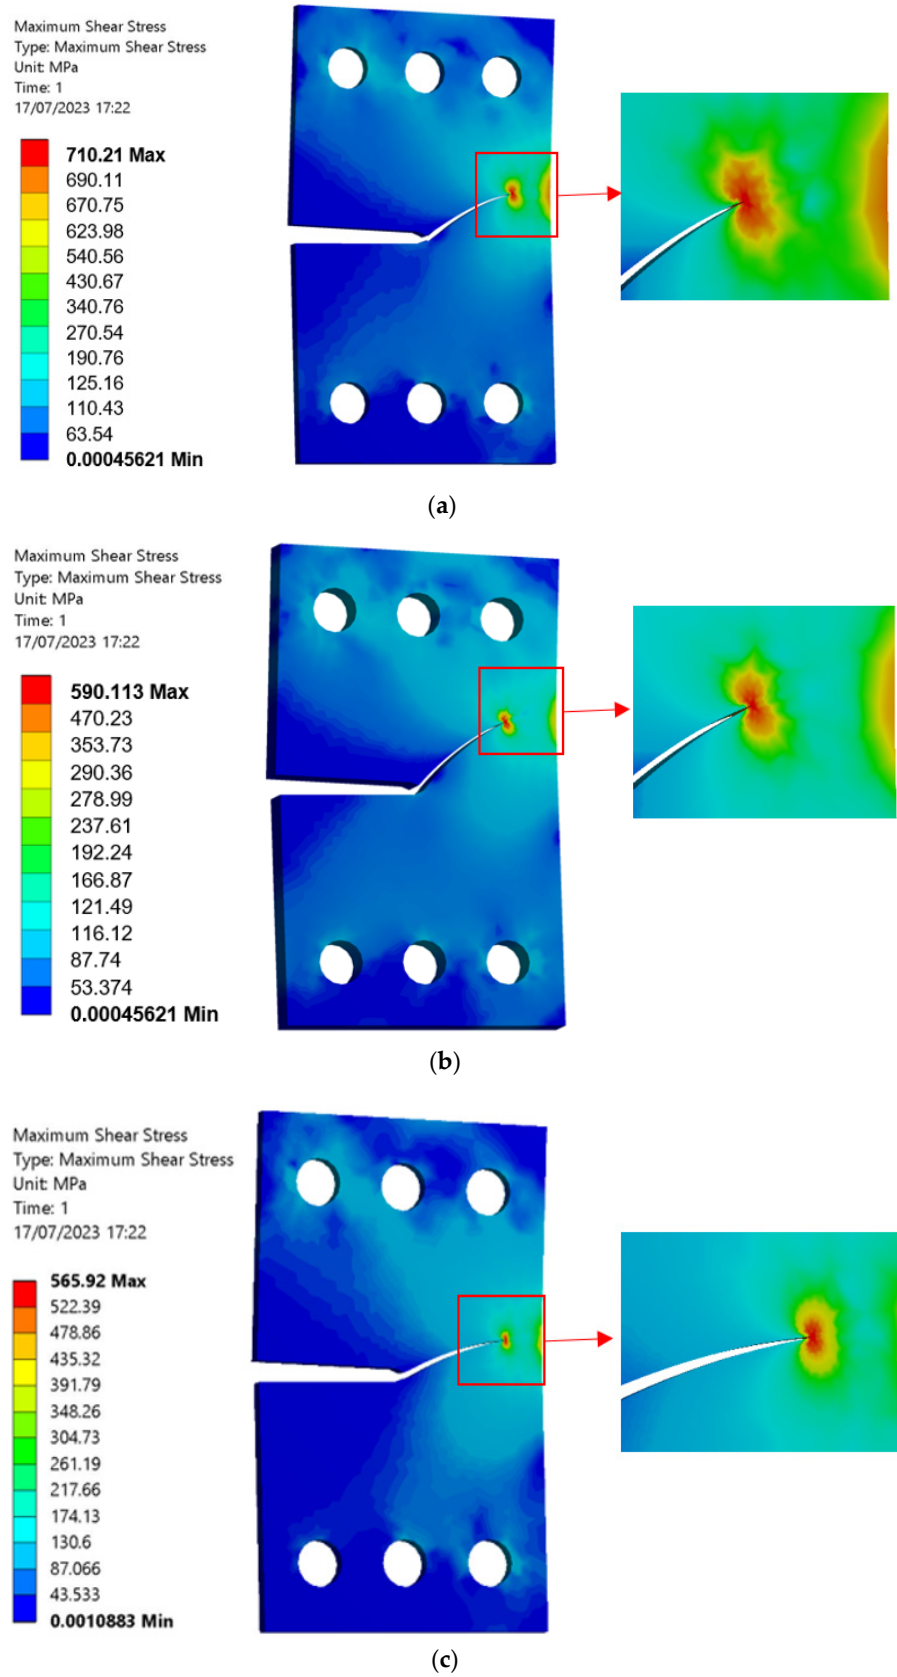 Maximum Shear Stress
Type: Maximum Shear Stress
Unit: MPa
Time: 1
17/07/2023 17:22
710.21 Max
690.11
670.75
623.98
540.56
430.67
340.76
270.54
190.76
125.16
110.43
63.54
0.00045621 Min
(a)
Maximum Shear Stress
Type: Maximum Shear Stress
Unit: MPa
Time: 1
17/07/2023 17:22
590.113 Max
470.23
353.73
290.36
278.99
237.61
192.24
166.87
121.49
116.12
87.74
53.374
0.00045621 Min
(b)
Maximum Shear Stress
Type: Maximum Shear Stress
Unit: MPa
Time: 1
17/07/2023 17:22
565.92 Max
522.39
478.86
435.32
391.79
348.26
304.73
261.19
217.66
174.13
130.6
87.066
43.533
0.0010883 Min
(c)